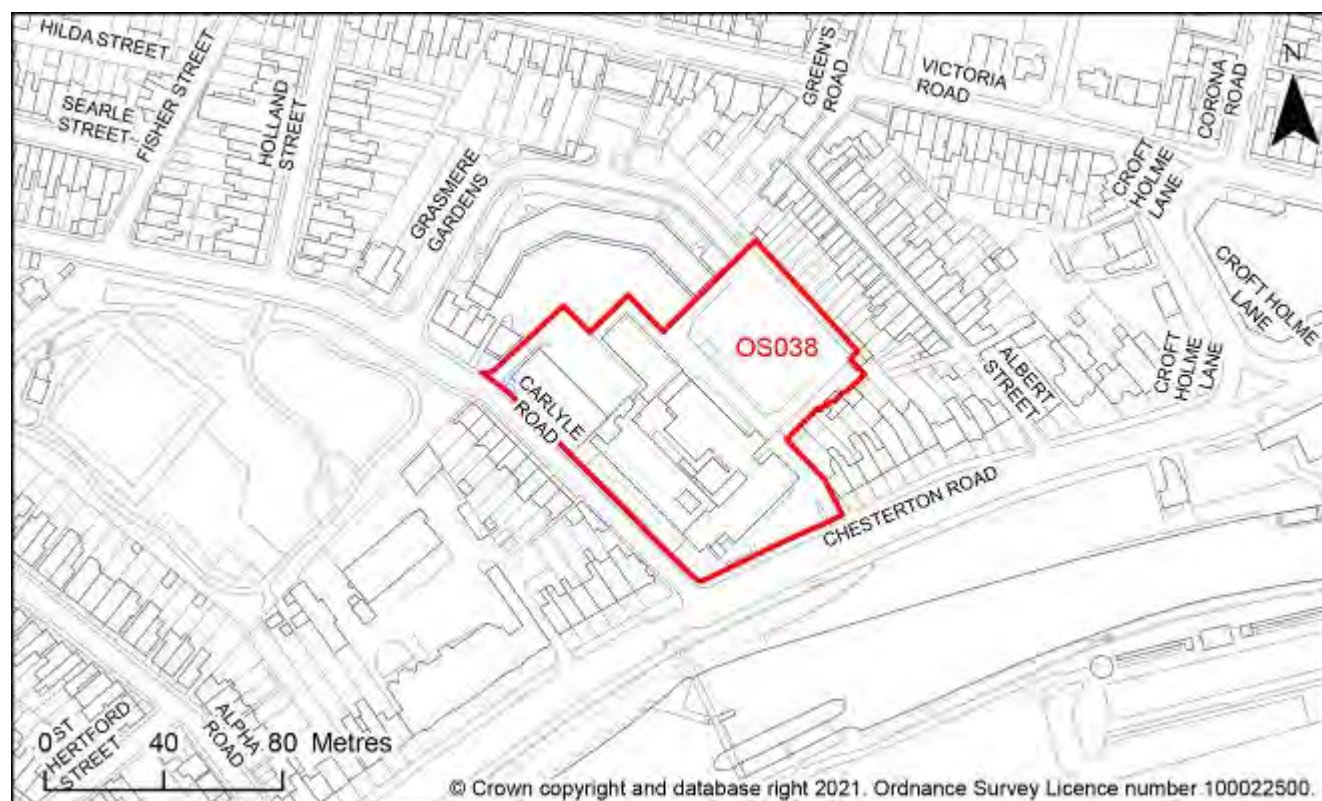 HILDA STREET
SEARLE
STREET
FISHER STREET
HOLLAND
STREET
GRASMERE
GARDENS
GREEN'S
ROAD
VICTORIA
ROAD
CORONA
ROAD
N
CROFT
HOLME
LANE
CROFT HOLME
LANE
CROFT
HOLME
LANE
OS038
ALBERT
STREET
CARLYLE
ROAD
CHESTERTON ROAD
ALPHA
ROAD
ST
HERTFORD
STREET
0 40 80 Metres
© Crown copyright and database right 2021. Ordnance Survey Licence number 100022500.